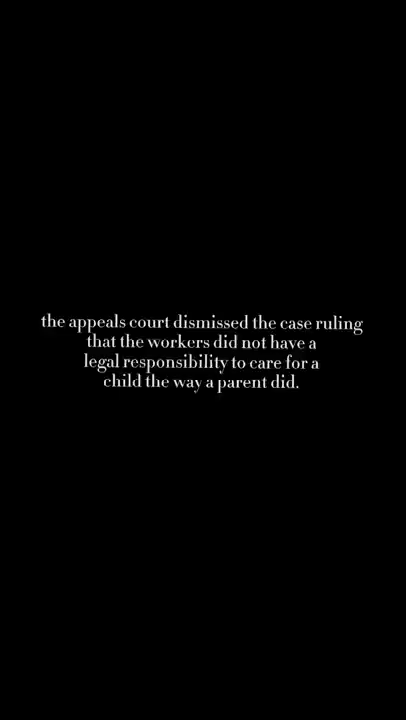 the appeals court dismissed the case ruling
that the workers did not have a
legal responsibility to care for a
child the way a parent did.